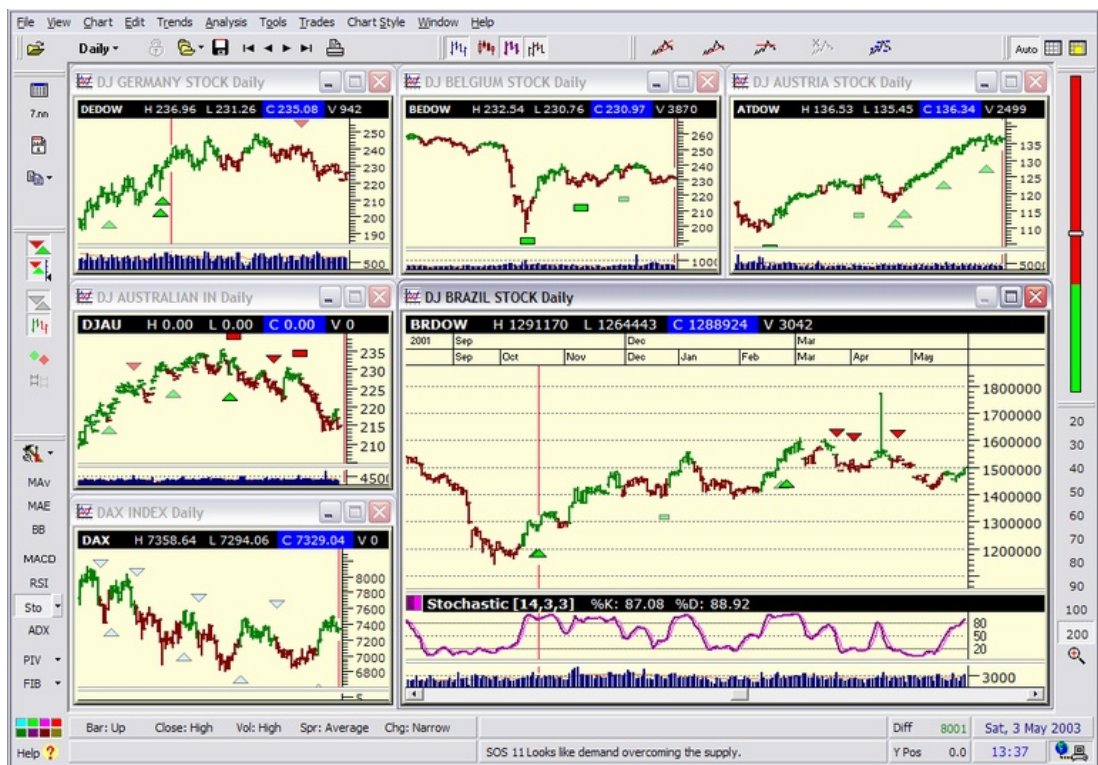 File View Chart Edit Trends Analysis Tools Trades Chart Style Window Help
Daily
Auto
7.nn
DJ GERMANY STOCK Daily
DEDOW H 236.96 L 231.26 C 235.08 V 942
250
240
230
220
210
200
190
500
DJ BELGIUM STOCK Daily
BEDOW H 232.54 L 230.76 C 230.97 V 3870
260
250
240
230
220
210
200
1000
DJ AUSTRIA STOCK Daily
ATDOW H 136.53 L 135.45 C 136.34 V 2499
135
130
125
120
115
110
5000
DJ AUSTRALIAN IN Daily
DJAU H 0.00 L 0.00 C 0.00 V 0
235
230
225
220
215
210
4500
DJ BRAZIL STOCK Daily
BRDOW H 1291170 L 1264443 C 1288924 V 3042
2001 Sep Dec Mar
Sep Oct Nov Dec Jan Feb Mar Apr May
1800000
1700000
1600000
1500000
1400000
1300000
1200000
Stochastic [14,3,3] %K: 87.08 %D: 88.92
80
50
20
3000
DAX INDEX Daily
DAX H 7358.64 L 7294.06 C 7329.04 V 0
8000
7800
7600
7400
7200
7000
6800
5
MAv
MAE
BB
MACD
RSI
Sto
ADX
PIV
FIB
20
30
40
50
60
70
80
90
100
200
Bar: Up Close: High Vol: High Spr: Average Chg: Narrow
Diff 8001 Sat, 3 May 2003
Help ? SOS 11 Looks like demand overcoming the supply. Y Pos 0.0 13:37